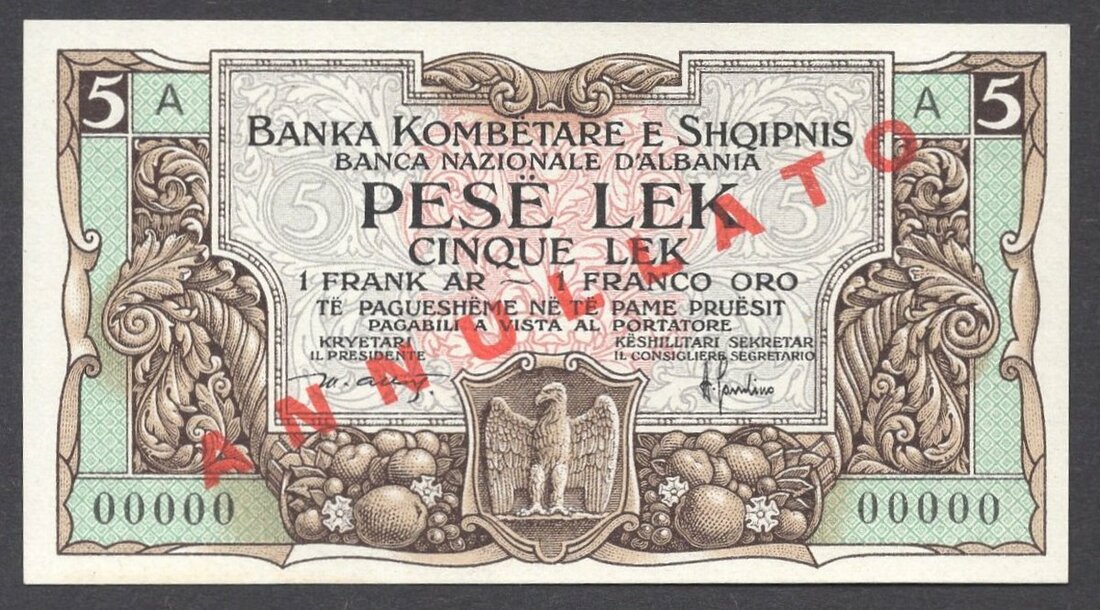 5 A A 5
BANKA KOMBËTARE E SHQIPNIS
BANCA NAZIONALE D'ALBANIA
5 PESË LEK 5
CINQUE LEK
1 FRANK AR ~ 1 FRANCO ORO
TË PAGUESHËME NË TË PAME PRUËSIT
PAGABILI A VISTA AL PORTATORE
KRYETARI KËSHILLTARI SEKRETAR
IL PRESIDENTE IL CONSIGLIERE SEGRETARIO
ANNULLATO
00000 00000